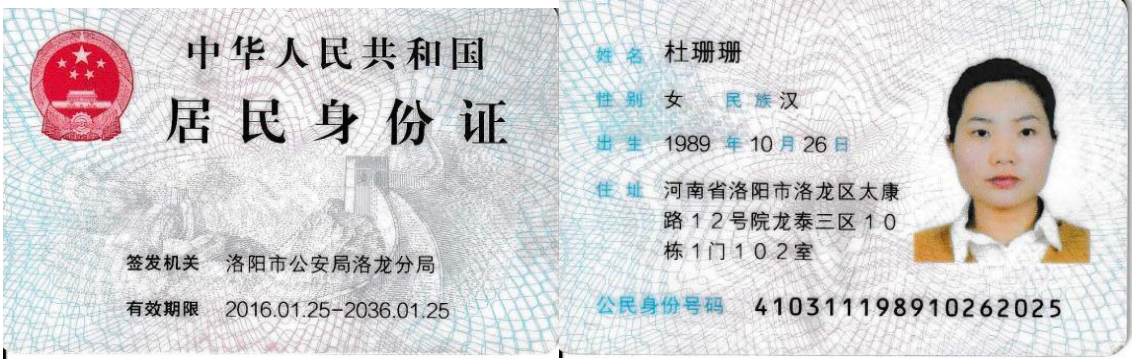 中华人民共和国
居民身份证
签发机关 洛阳市公安局洛龙分局
有效期限 2016.01.25-2036.01.25
姓名 杜珊珊
性别 女 民族 汉
出生 1989 年 10 月 26 日
住址 河南省洛阳市洛龙区太康
路12号院龙泰三区10
栋1门102室
公民身份号码 410311198910262025